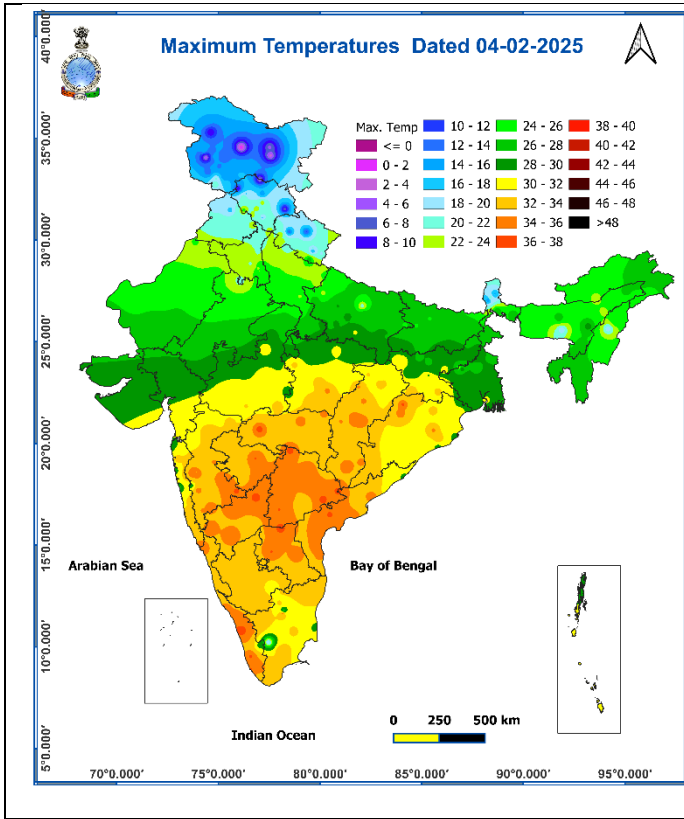 Maximum Temperatures Dated 04-02-2025
Max. Temp
<= 0
0 - 2
2 - 4
4 - 6
6 - 8
8 - 10
10 - 12
12 - 14
14 - 16
16 - 18
18 - 20
20 - 22
22 - 24
24 - 26
26 - 28
28 - 30
30 - 32
32 - 34
34 - 36
36 - 38
38 - 40
40 - 42
42 - 44
44 - 46
46 - 48
>48
40°0.000'
35°0.000'
30°0.000'
25°0.000'
20°0.000'
15°0.000'
10°0.000'
5°0.000'
Arabian Sea
Bay of Bengal
Indian Ocean
0 250 500 km
70°0.000' 75°0.000' 80°0.000' 85°0.000' 90°0.000' 95°0.000'